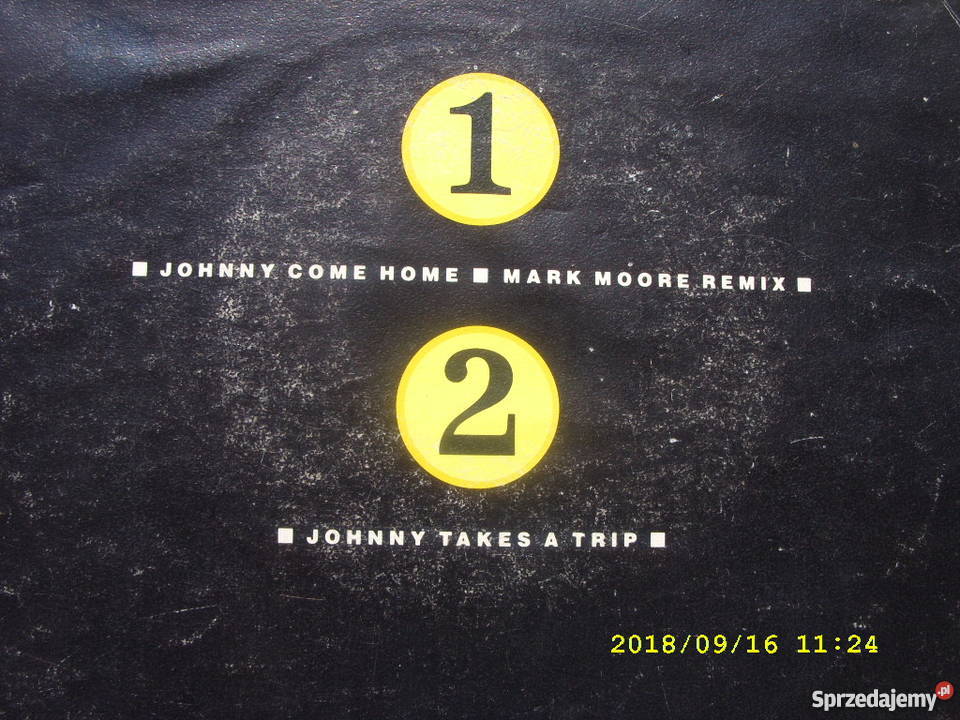 1
■ JOHNNY COME HOME ■ MARK MOORE REMIX ■
2
■ JOHNNY TAKES A TRIP ■
2018/09/16 11:24
Sprzedajemy.pl